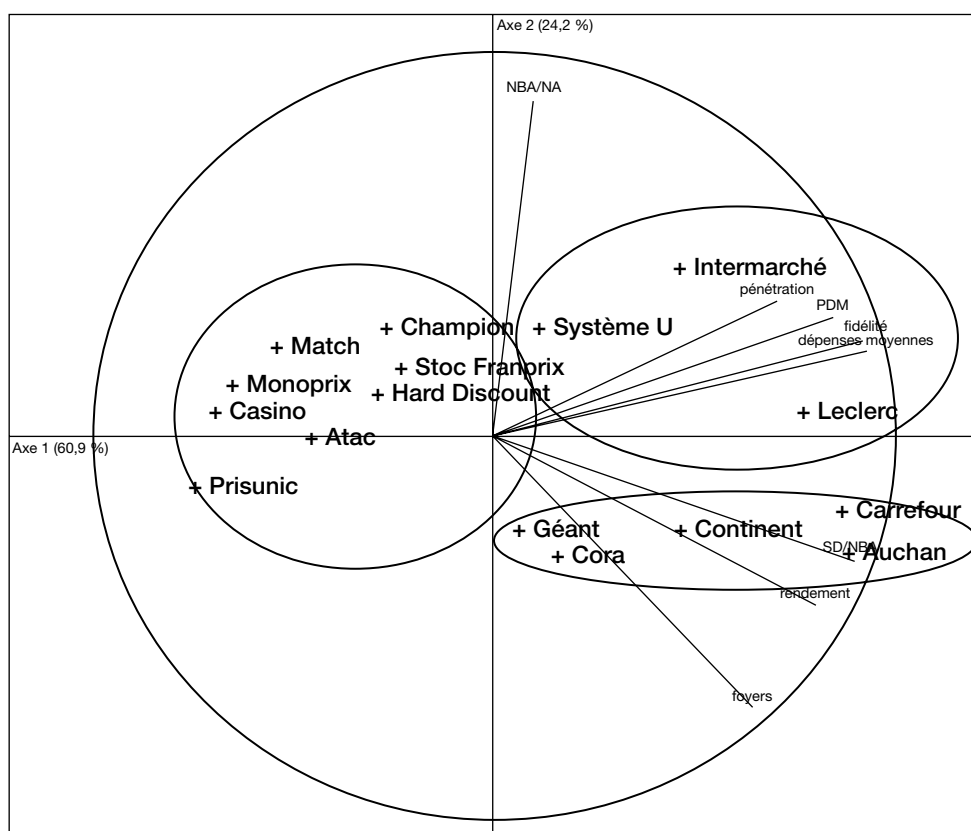 Axe 2 (24,2 %)
NBA/NA
+ Intermarché
pénétration
PDM
+ Champion
+ Système U
fidélité
dépenses moyennes
+ Match
+ Stoc Franprix
+ Monoprix
+ Hard Discount
+ Casino
+ Leclerc
+ Atac
Axe 1 (60,9 %)
+ Prisunic
+ Carrefour
+ Géant
+ Continent
SD/NBA
+ Auchan
+ Cora
rendement
foyers